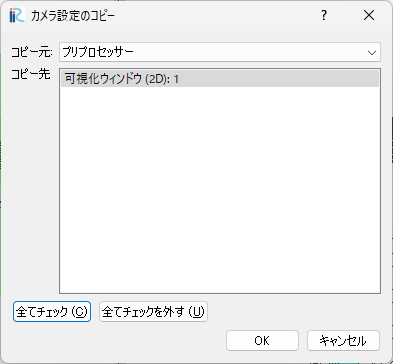 カメラ設定のコピー
コピー元: プリプロセッサー
コピー先
可視化ウィンドウ (2D): 1
全てチェック (C) 全てチェックを外す (U)
OK キャンセル